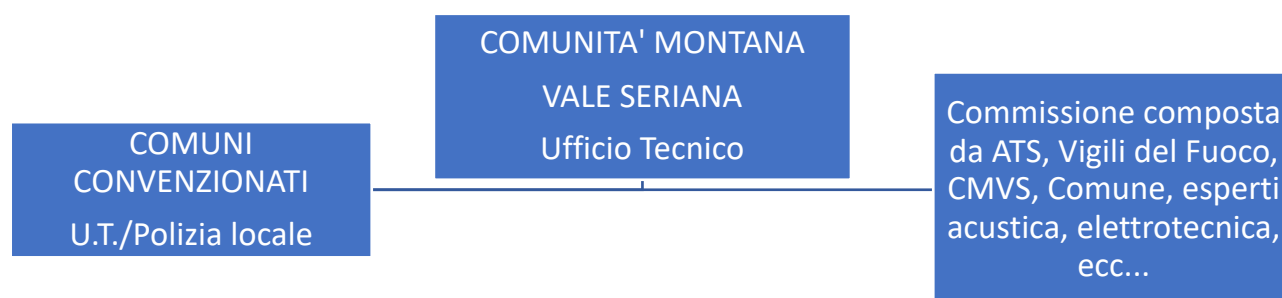 COMUNITA' MONTANA
VALE SERIANA
Ufficio Tecnico
COMUNI
CONVENZIONATI
U.T./Polizia locale
Commissione composta
da ATS, Vigili del Fuoco,
CMVS, Comune, esperti
acustica, elettrotecnica,
ecc...